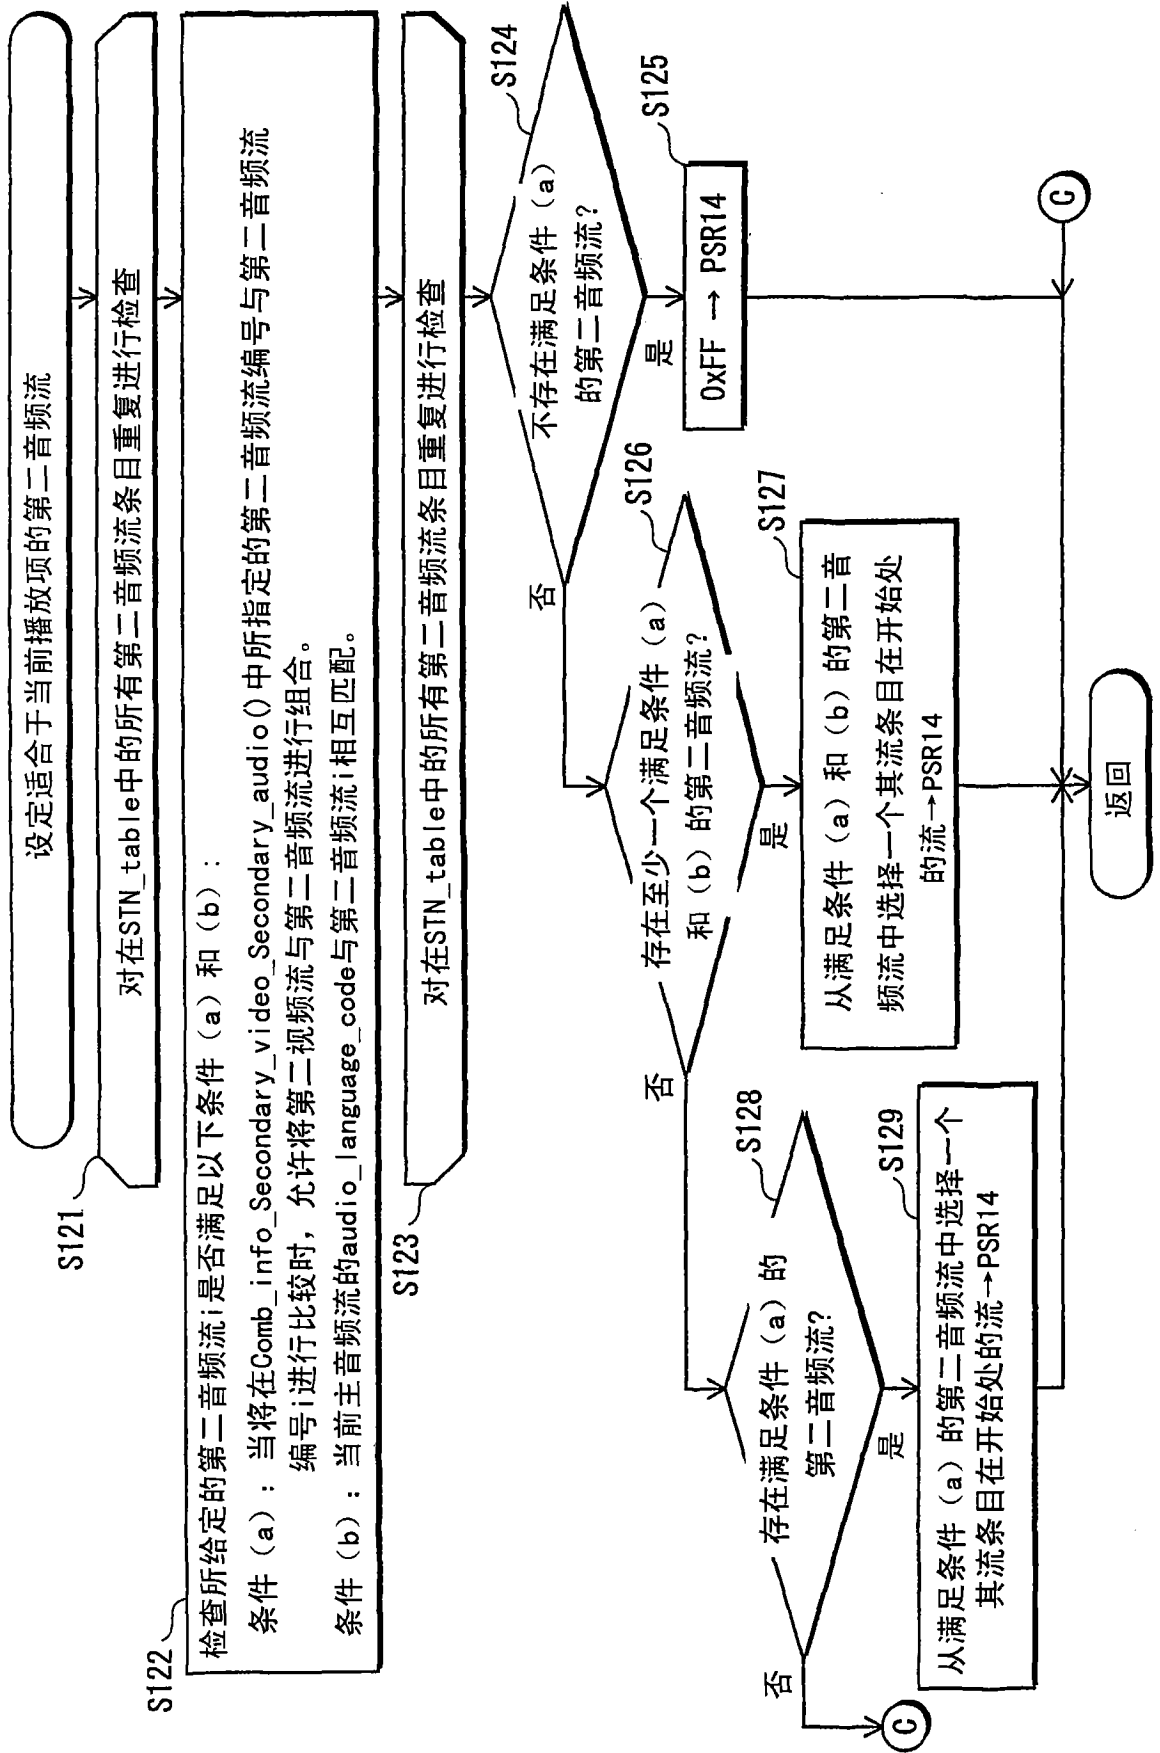 设定适合于当前播放项的第二音频流
S121
对在STN_table中的所有第二音频流条目重复进行检查
S122
检查所给定的第二音频流i是否满足以下条件（a）和（b）：
条件（a）：当将在Comb_info_Secondary_video_Secondary_audio()中所指定的第二音频流编号与第二音频流
编号i进行比较时，允许将第二视频流与第二音频流进行组合。
条件（b）：当前主音频流的audio_language_code与第二音频流i相互匹配。
S123
对在STN_table中的所有第二音频流条目重复进行检查
S124
不存在满足条件（a）
的第二音频流?
是
否
S125
0xFF → PSR14
S126
存在至少一个满足条件（a）
和（b）的第二音频流?
是
否
S127
从满足条件（a）和（b）的第二音
频流中选择一个其流条目在开始处
的流→PSR14
S128
存在满足条件（a）的
第二音频流?
是
否
S129
从满足条件（a）的第二音频流中选择一个
其流条目在开始处的流→PSR14
C
G
返回